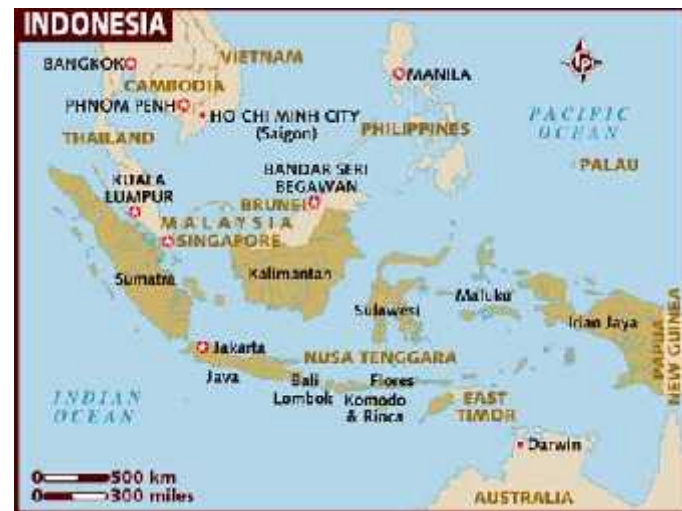 INDONESIA
VIETNAM
BANGKOK
MANILA
CAMBODIA
PHNOM PENH
HO CHI MINH CITY
(Saigon)
PACIFIC
OCEAN
THAILAND
PHILIPPINES
PALAU
KUALA
LUMPUR
BANDAR SERI
BEGAWAN
BRUNEI
MALAYSIA
SINGAPORE
Sumatra
Kalimantan
Sulawesi
Maluku
Irian Jaya
PAPUA
NEW GUINEA
Jakarta
NUSA TENGGARA
Java
Bali
Lombok
Flores
Komodo
& Rinca
EAST
TIMOR
INDIAN
OCEAN
Darwin
0 500 km
0 300 miles
AUSTRALIA